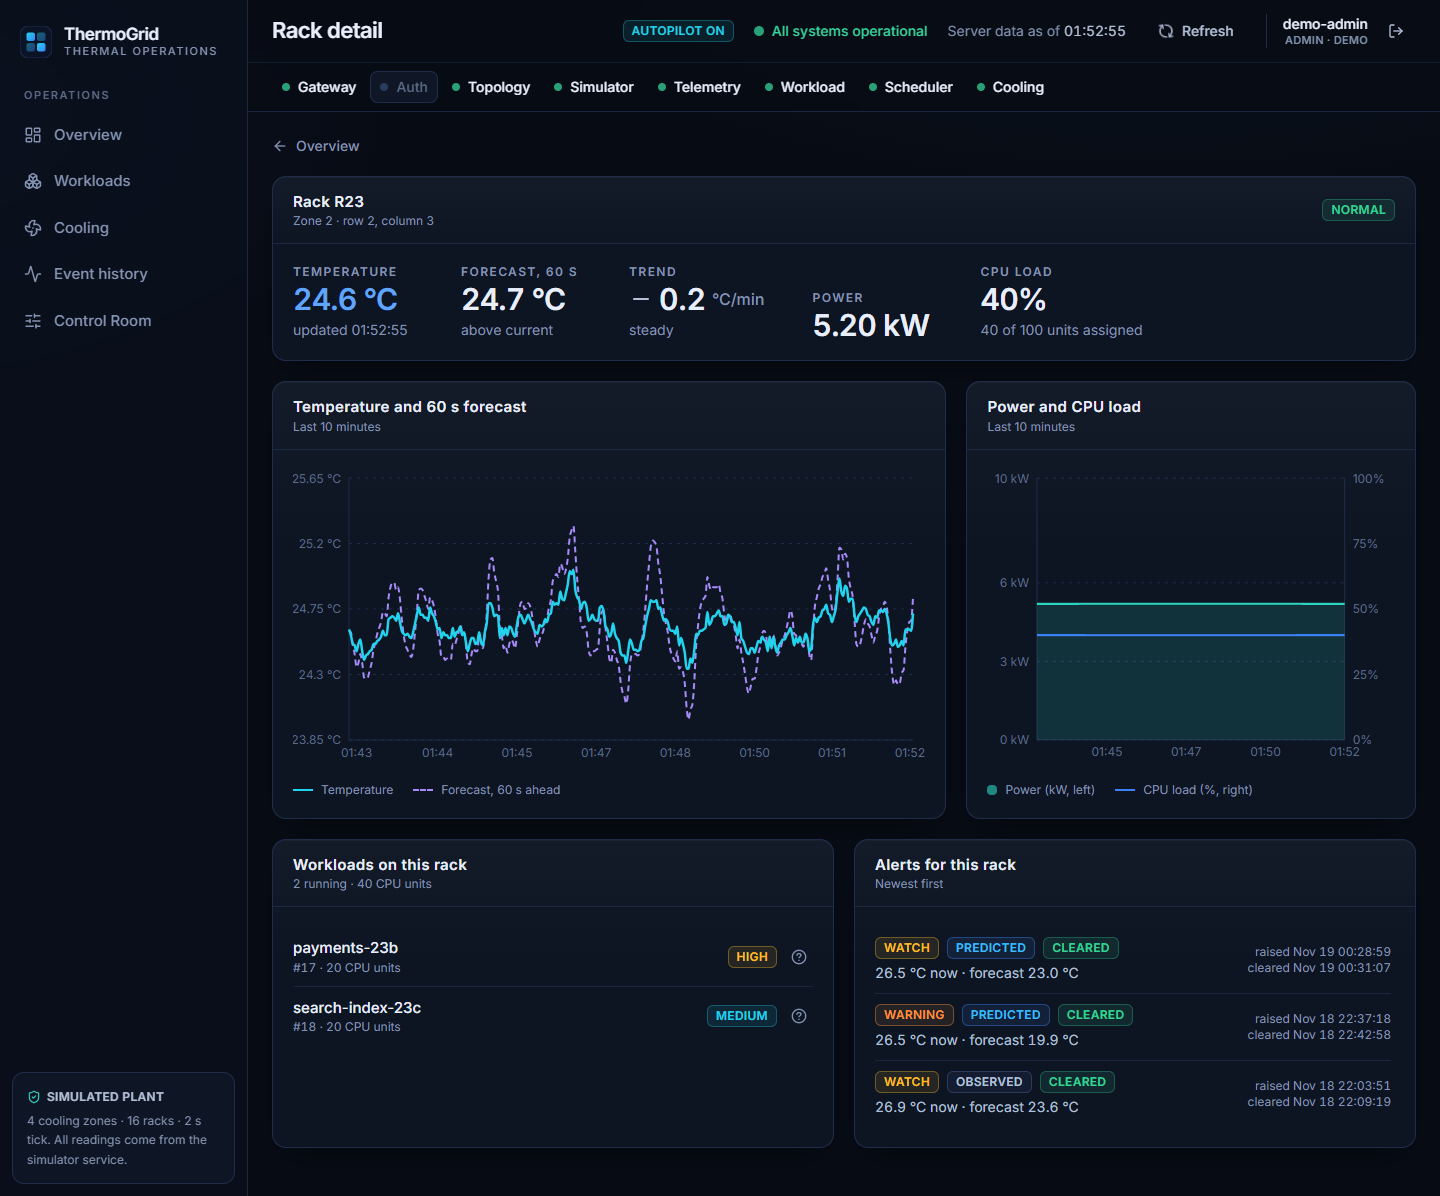 ThermoGrid
THERMAL OPERATIONS
OPERATIONS
Overview
Workloads
Cooling
Event history
Control Room
SIMULATED PLANT
4 cooling zones · 16 racks · 2 s
tick. All readings come from the
simulator service.
Rack detail
AUTOPILOT ON
All systems operational
Server data as of 01:52:55
Refresh
demo-admin
ADMIN · DEMO
Gateway
Auth
Topology
Simulator
Telemetry
Workload
Scheduler
Cooling
Overview
Rack R23
Zone 2 · row 2, column 3
NORMAL
TEMPERATURE
24.6 °C
updated 01:52:55
FORECAST, 60 S
24.7 °C
above current
TREND
0.2 °C/min
steady
POWER
5.20 kW
CPU LOAD
40%
40 of 100 units assigned
Temperature and 60 s forecast
Last 10 minutes
25.65 °C
25.2 °C
24.75 °C
24.3 °C
23.85 °C
01:43 01:44 01:45 01:47 01:48 01:50 01:51 01:52
Temperature
Forecast, 60 s ahead
Power and CPU load
Last 10 minutes
10 kW
6 kW
3 kW
0 kW
100%
75%
50%
25%
0%
01:45 01:47 01:50 01:52
Power (kW, left)
CPU load (%, right)
Workloads on this rack
2 running · 40 CPU units
payments-23b
#17 · 20 CPU units
HIGH
search-index-23c
#18 · 20 CPU units
MEDIUM
Alerts for this rack
Newest first
WATCH PREDICTED CLEARED
26.5 °C now · forecast 23.0 °C
raised Nov 19 00:28:59
cleared Nov 19 00:31:07
WARNING PREDICTED CLEARED
26.5 °C now · forecast 19.9 °C
raised Nov 18 22:37:18
cleared Nov 18 22:42:58
WATCH OBSERVED CLEARED
26.9 °C now · forecast 23.6 °C
raised Nov 18 22:03:51
cleared Nov 18 22:09:19